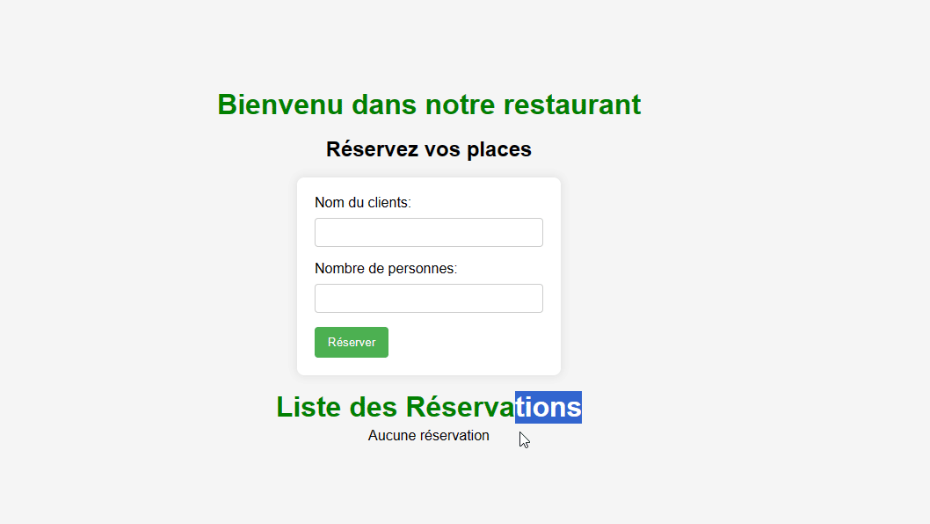 Bienvenu dans notre restaurant
Réservez vos places
Nom du clients:
Nombre de personnes:
Réserver
Liste des Réservations
Aucune réservation